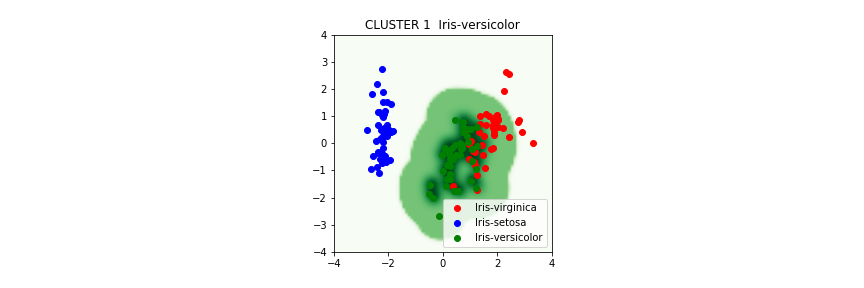 CLUSTER 1  Iris-versicolor
4
3
2
1
0
−1
−2
−3
−4
Iris-virginica
Iris-setosa
Iris-versicolor
−4 −2 0 2 4